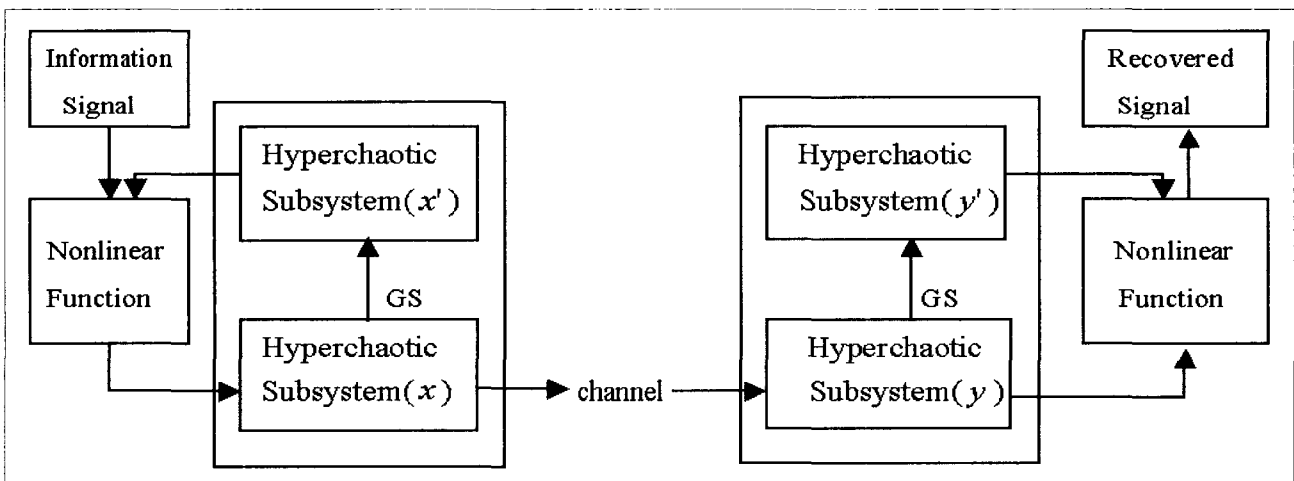 Information
Signal
Hyperchaotic
Subsystem(x')
Nonlinear
Function
GS
Hyperchaotic
Subsystem(x)
channel
Hyperchaotic
Subsystem(y')
GS
Hyperchaotic
Subsystem(y)
Recovered
Signal
Nonlinear
Function